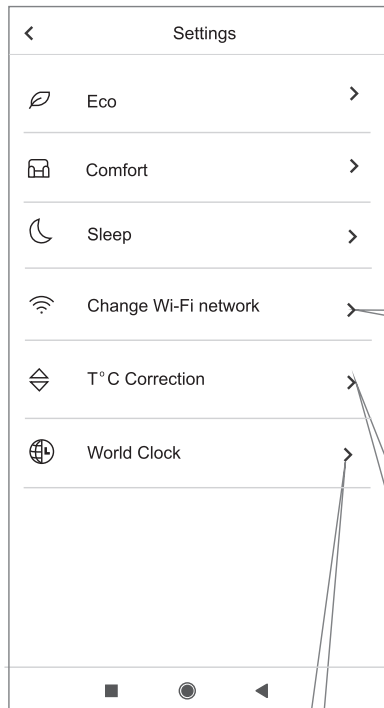 Settings
Eco
Comfort
Sleep
Change Wi-Fi network
T°C Correction
World Clock